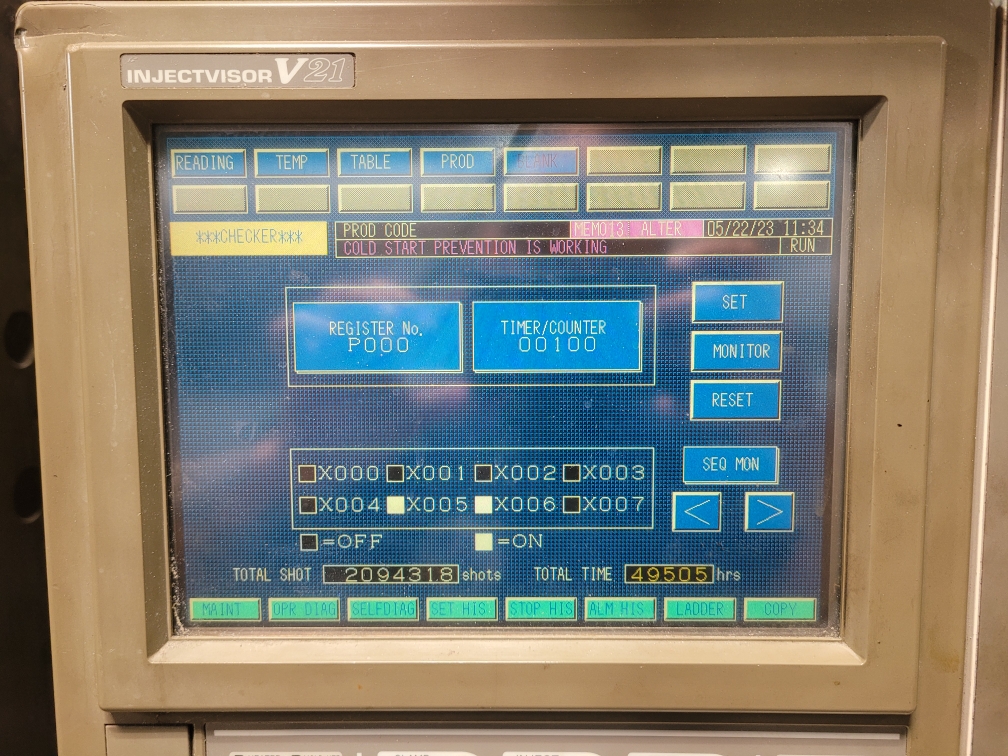 INJECTVISOR V21
READING TEMP TABLE PROD BLANK
***CHECKER***
PROD CODE MEMO13: ALTER 05/22/23 11:34
COLD START PREVENTION IS WORKING RUN
REGISTER No. TIMER/COUNTER
P000 00100
SET
MONITOR
RESET
X000 X001 X002 X003
SEQ MON
X004 X005 X006 X007
< >
=OFF =ON
TOTAL SHOT 2094318 shots TOTAL TIME 49505 hrs
MAINT OPR DIAG SELFDIAG SET HIS STOP HIS ALM HIS LADDER COPY